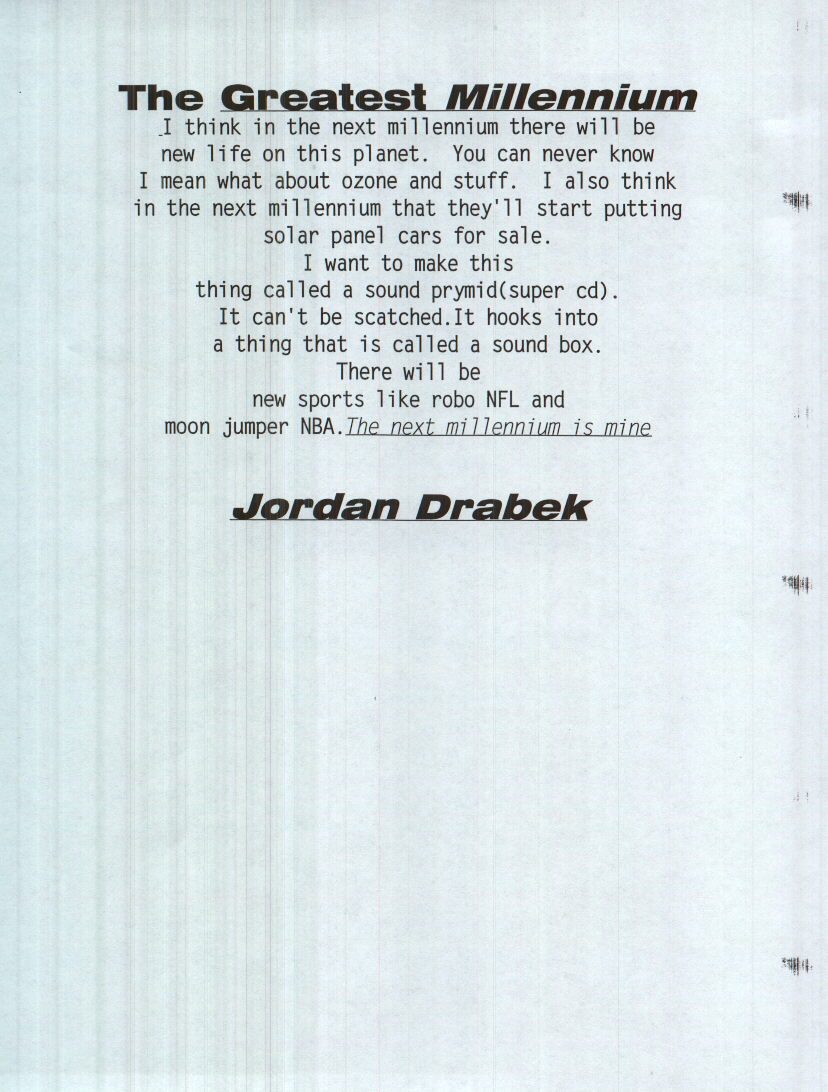 The Greatest Millennium
I think in the next millennium there will be
new life on this planet.  You can never know
I mean what about ozone and stuff.  I also think
in the next millennium that they'll start putting
solar panel cars for sale.
I want to make this
thing called a sound prymid(super cd).
It can't be scatched.It hooks into
a thing that is called a sound box.
There will be
new sports like robo NFL and
moon jumper NBA.The next millennium is mine
Jordan Drabek